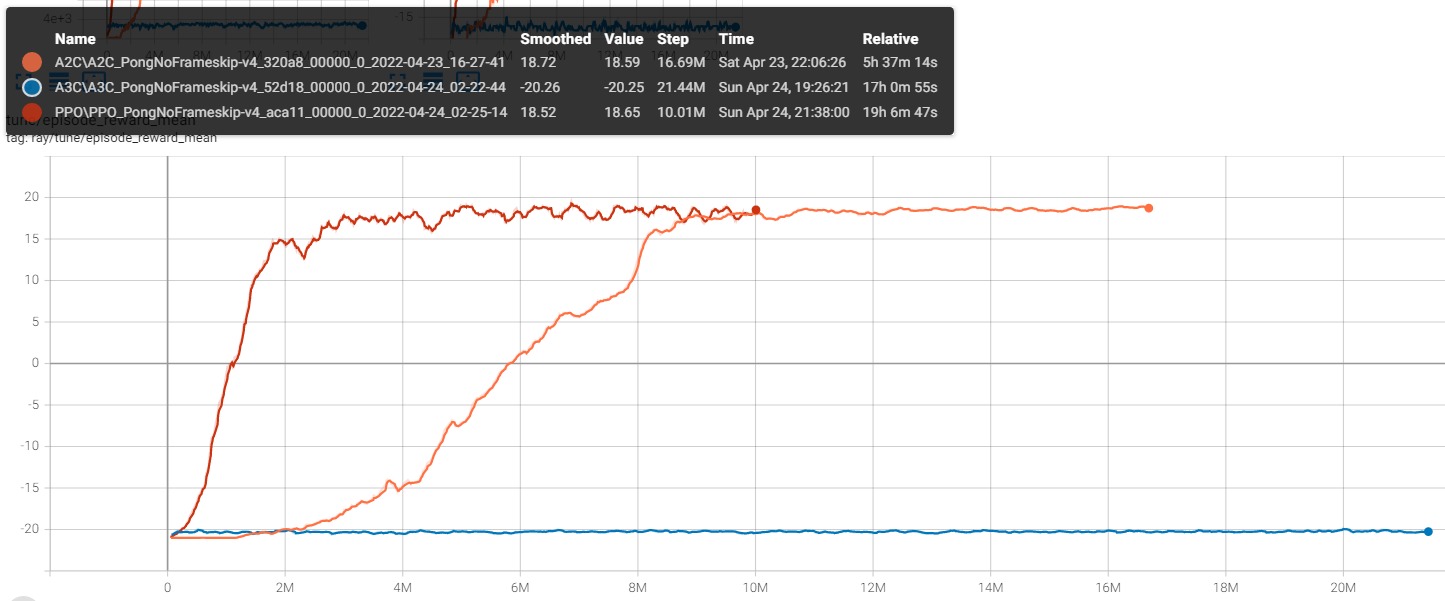 4e+3 -15
Name Smoothed Value Step Time Relative
A2C\A2C_PongNoFrameskip-v4_320a8_00000_0_2022-04-23_16-27-41 18.72 18.59 16.69M Sat Apr 23, 22:06:26 5h 37m 14s
A3C\A3C_PongNoFrameskip-v4_52d18_00000_0_2022-04-24_02-22-44 -20.26 -20.25 21.44M Sun Apr 24, 19:26:21 17h 0m 55s
PPO\PPO_PongNoFrameskip-v4_aca11_00000_0_2022-04-24_02-25-14 18.52 18.65 10.01M Sun Apr 24, 21:38:00 19h 6m 47s
tune/episode_reward_mean
tag: ray/tune/episode_reward_mean
20
15
10
5
0
-5
-10
-15
-20
0 2M 4M 6M 8M 10M 12M 14M 16M 18M 20M